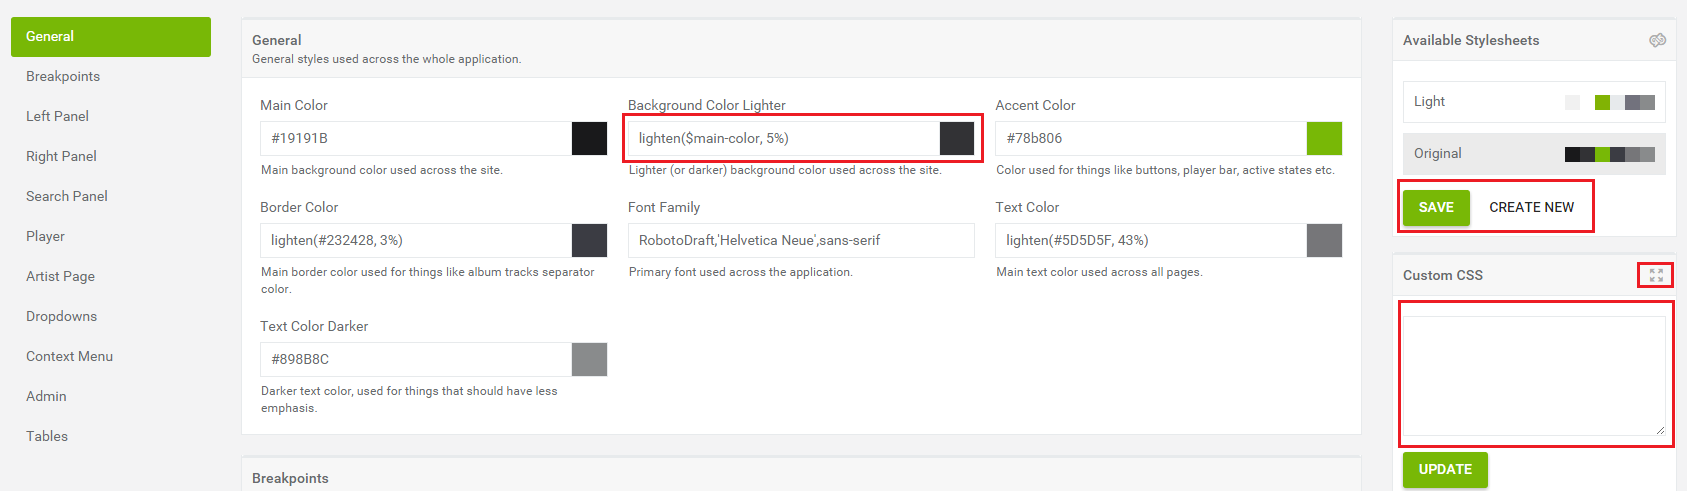 General
Breakpoints
Left Panel
Right Panel
Search Panel
Player
Artist Page
Dropdowns
Context Menu
Admin
Tables
General
General styles used across the whole application.
Main Color
#19191B
Main background color used across the site.
Background Color Lighter
lighten($main-color, 5%)
Lighter (or darker) background color used across the site.
Accent Color
#78b806
Color used for things like buttons, player bar, active states etc.
Border Color
lighten(#232428, 3%)
Main border color used for things like album tracks separator
color.
Font Family
RobotoDraft,'Helvetica Neue',sans-serif
Primary font used across the application.
Text Color
lighten(#5D5D5F, 43%)
Main text color used across all pages.
Text Color Darker
#898B8C
Darker text color, used for things that should have less
emphasis.
Breakpoints
Available Stylesheets
Light
Original
SAVE
CREATE NEW
Custom CSS
UPDATE